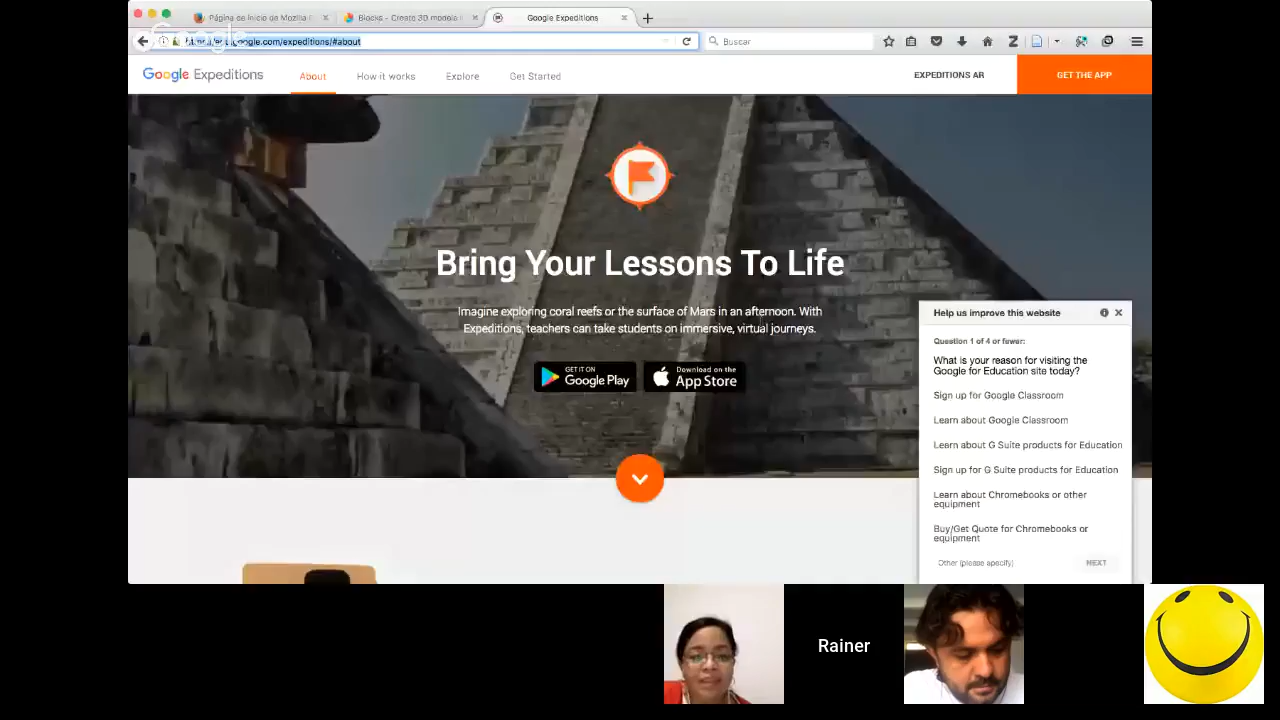 Página de inicio de Mozilla F
Blocks - Create 3D models
Google Expeditions
Google
google.com/expeditions/#about
Buscar
Google Expeditions
About
How it works
Explore
Get Started
EXPEDITIONS AR
GET THE APP
Bring Your Lessons To Life
Imagine exploring coral reefs or the surface of Mars in an afternoon. With
Expeditions, teachers can take students on immersive, virtual journeys.
GET IT ON
Google Play
Download on the
App Store
Help us improve this website
Question 1 of 4 or fewer:
What is your reason for visiting the
Google for Education site today?
Sign up for Google Classroom
Learn about Google Classroom
Learn about G Suite products for Education
Sign up for G Suite products for Education
Learn about Chromebooks or other
equipment
Buy/Get Quote for Chromebooks or
equipment
Other (please specify)
NEXT
Rainer